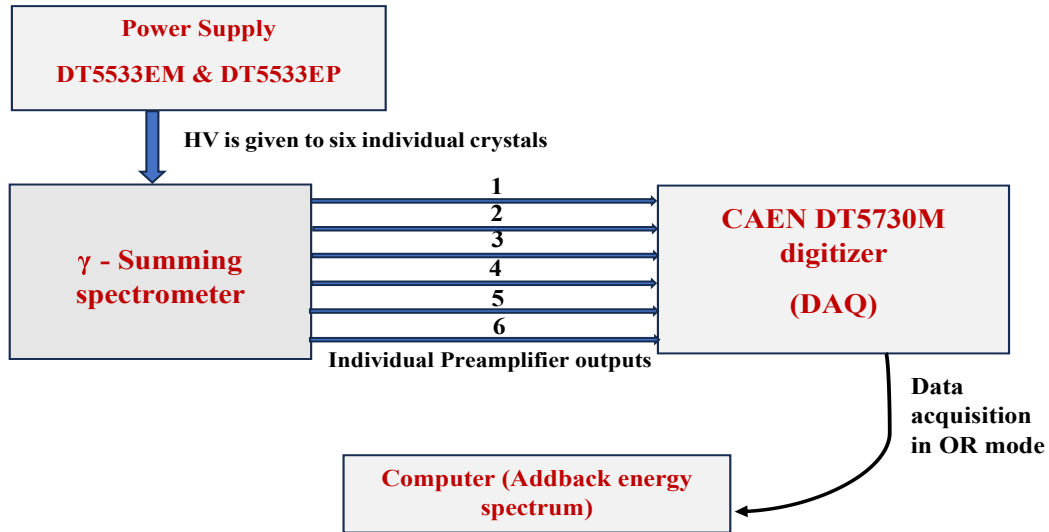 Power Supply
DT5533EM & DT5533EP
HV is given to six individual crystals
γ - Summing
spectrometer
1
2
3
4
5
6
Individual Preamplifier outputs
CAEN DT5730M
digitizer
(DAQ)
Data
acquisition
in OR mode
Computer (Addback energy
spectrum)